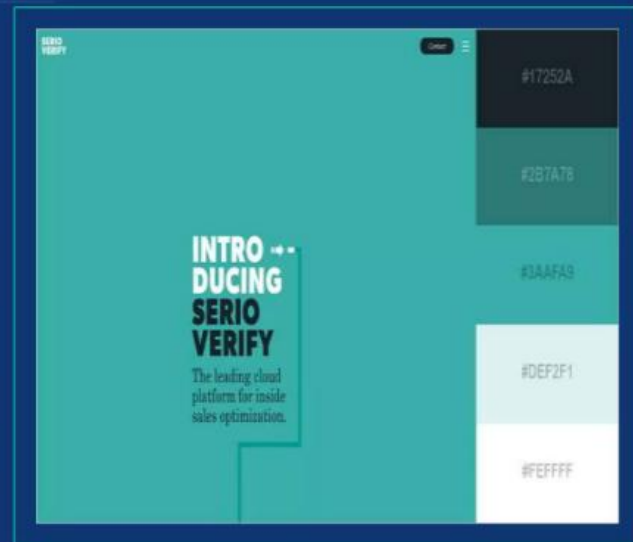 SERIO
VERIFY
Contact
INTRO
DUCING
SERIO
VERIFY
The leading cloud
platform for inside
sales optimization.
#17252A
#2B7A78
#3AAFA9
#DEF2F1
#FEFFFF